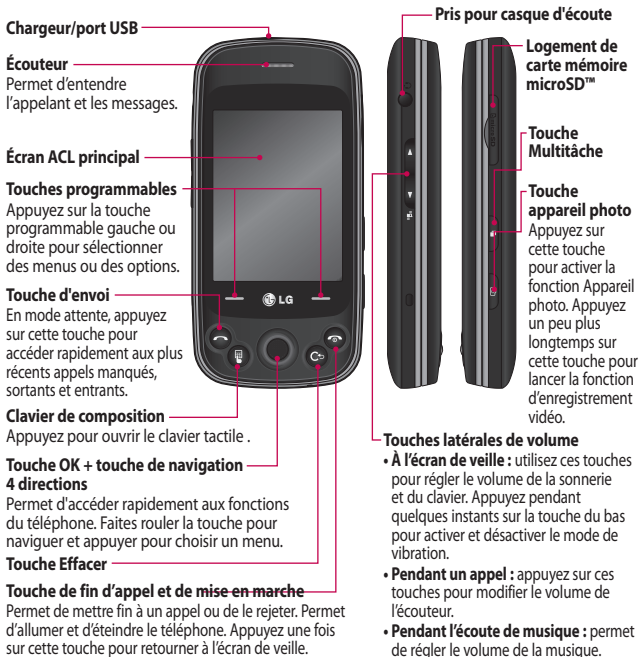 Chargeur/port USB
Écouteur
Permet d'entendre
l'appelant et les messages.
Écran ACL principal
Touches programmables
Appuyez sur la touche
programmable gauche ou
droite pour sélectionner
des menus ou des options.
Touche d'envoi
En mode attente, appuyez
sur cette touche pour
accéder rapidement aux plus
récents appels manqués,
sortants et entrants.
Clavier de composition
Appuyez pour ouvrir le clavier tactile .
Touche OK + touche de navigation
4 directions
Permet d'accéder rapidement aux fonctions
du téléphone. Faites rouler la touche pour
naviguer et appuyer pour choisir un menu.
Touche Effacer
Touche de fin d’appel et de mise en marche
Permet de mettre fin à un appel ou de le rejeter. Permet
d’allumer et d’éteindre le téléphone. Appuyez une fois
sur cette touche pour retourner à l’écran de veille.
LG
C
Pris pour casque d'écoute
Logement de
carte mémoire
microSD™
Touche
Multitâche
Touche
appareil photo
Appuyez sur
cette touche
pour activer la
fonction Appareil
photo. Appuyez
un peu plus
longtemps sur
cette touche pour
lancer la fonction
d’enregistrement
vidéo.
Touches latérales de volume
• À l’écran de veille : utilisez ces touches
pour régler le volume de la sonnerie
et du clavier. Appuyez pendant
quelques instants sur la touche du bas
pour activer et désactiver le mode de
vibration.
• Pendant un appel : appuyez sur ces
touches pour modifier le volume de
l’écouteur.
• Pendant l’écoute de musique : permet
de régler le volume de la musique.